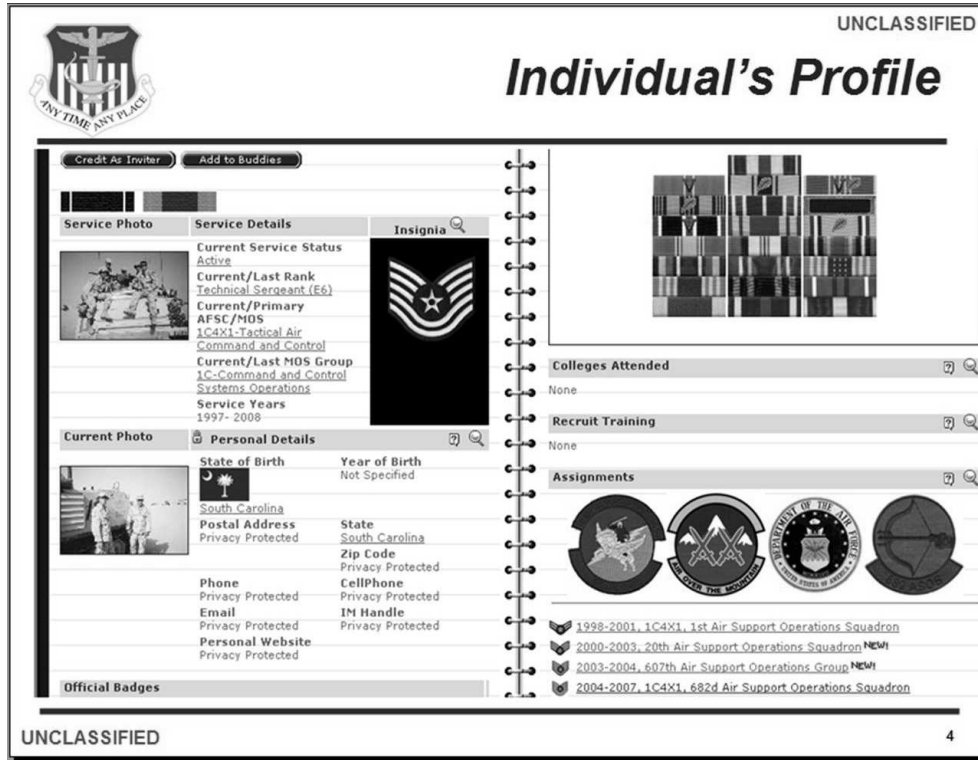 UNCLASSIFIED
ANY TIME ANY PLACE
Individual's Profile
Credit As Inviter
Add to Buddies
Service Photo
Service Details
Insignia
Current Service Status
Active
Current/Last Rank
Technical Sergeant (E6)
Current/Primary
AFSC/MOS
1C4X1-Tactical Air
Command and Control
Current/Last MOS Group
1C-Command and Control
Systems Operations
Service Years
1997- 2008
Current Photo
Personal Details
State of Birth
Year of Birth
Not Specified
South Carolina
Postal Address
State
Privacy Protected
South Carolina
Zip Code
Privacy Protected
Phone
CellPhone
Privacy Protected
Privacy Protected
Email
IM Handle
Privacy Protected
Privacy Protected
Personal Website
Privacy Protected
Official Badges
Colleges Attended
None
Recruit Training
None
Assignments
AIR OVER THE MOUNTAIN
DEPARTMENT OF THE AIR FORCE
UNITED STATES OF AMERICA
682 ASOS
1998-2001, 1C4X1, 1st Air Support Operations Squadron
2000-2003, 20th Air Support Operations Squadron NEW!
2003-2004, 607th Air Support Operations Group NEW!
2004-2007, 1C4X1, 682d Air Support Operations Squadron
UNCLASSIFIED
4